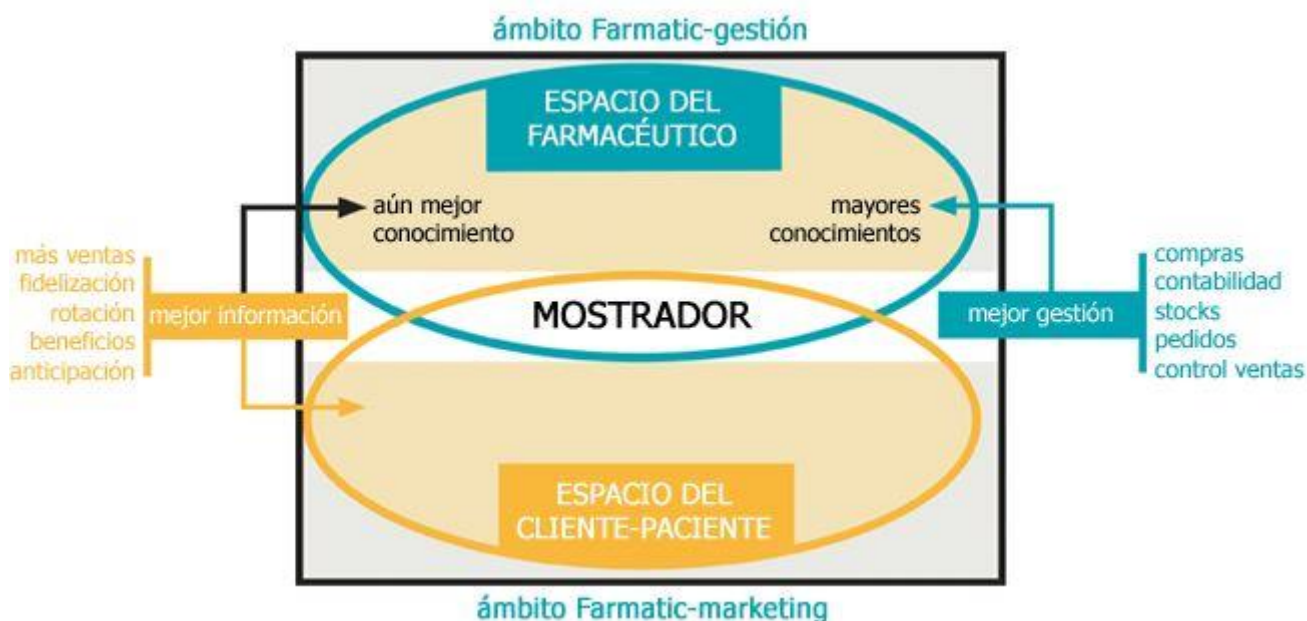 ámbito Farmatic-gestión
ESPACIO DEL
FARMACÉUTICO
aún mejor
conocimiento
mayores
conocimientos
más ventas
fidelización
rotación
beneficios
anticipación
mejor información
MOSTRADOR
mejor gestión
compras
contabilidad
stocks
pedidos
control ventas
ESPACIO DEL
CLIENTE-PACIENTE
ámbito Farmatic-marketing